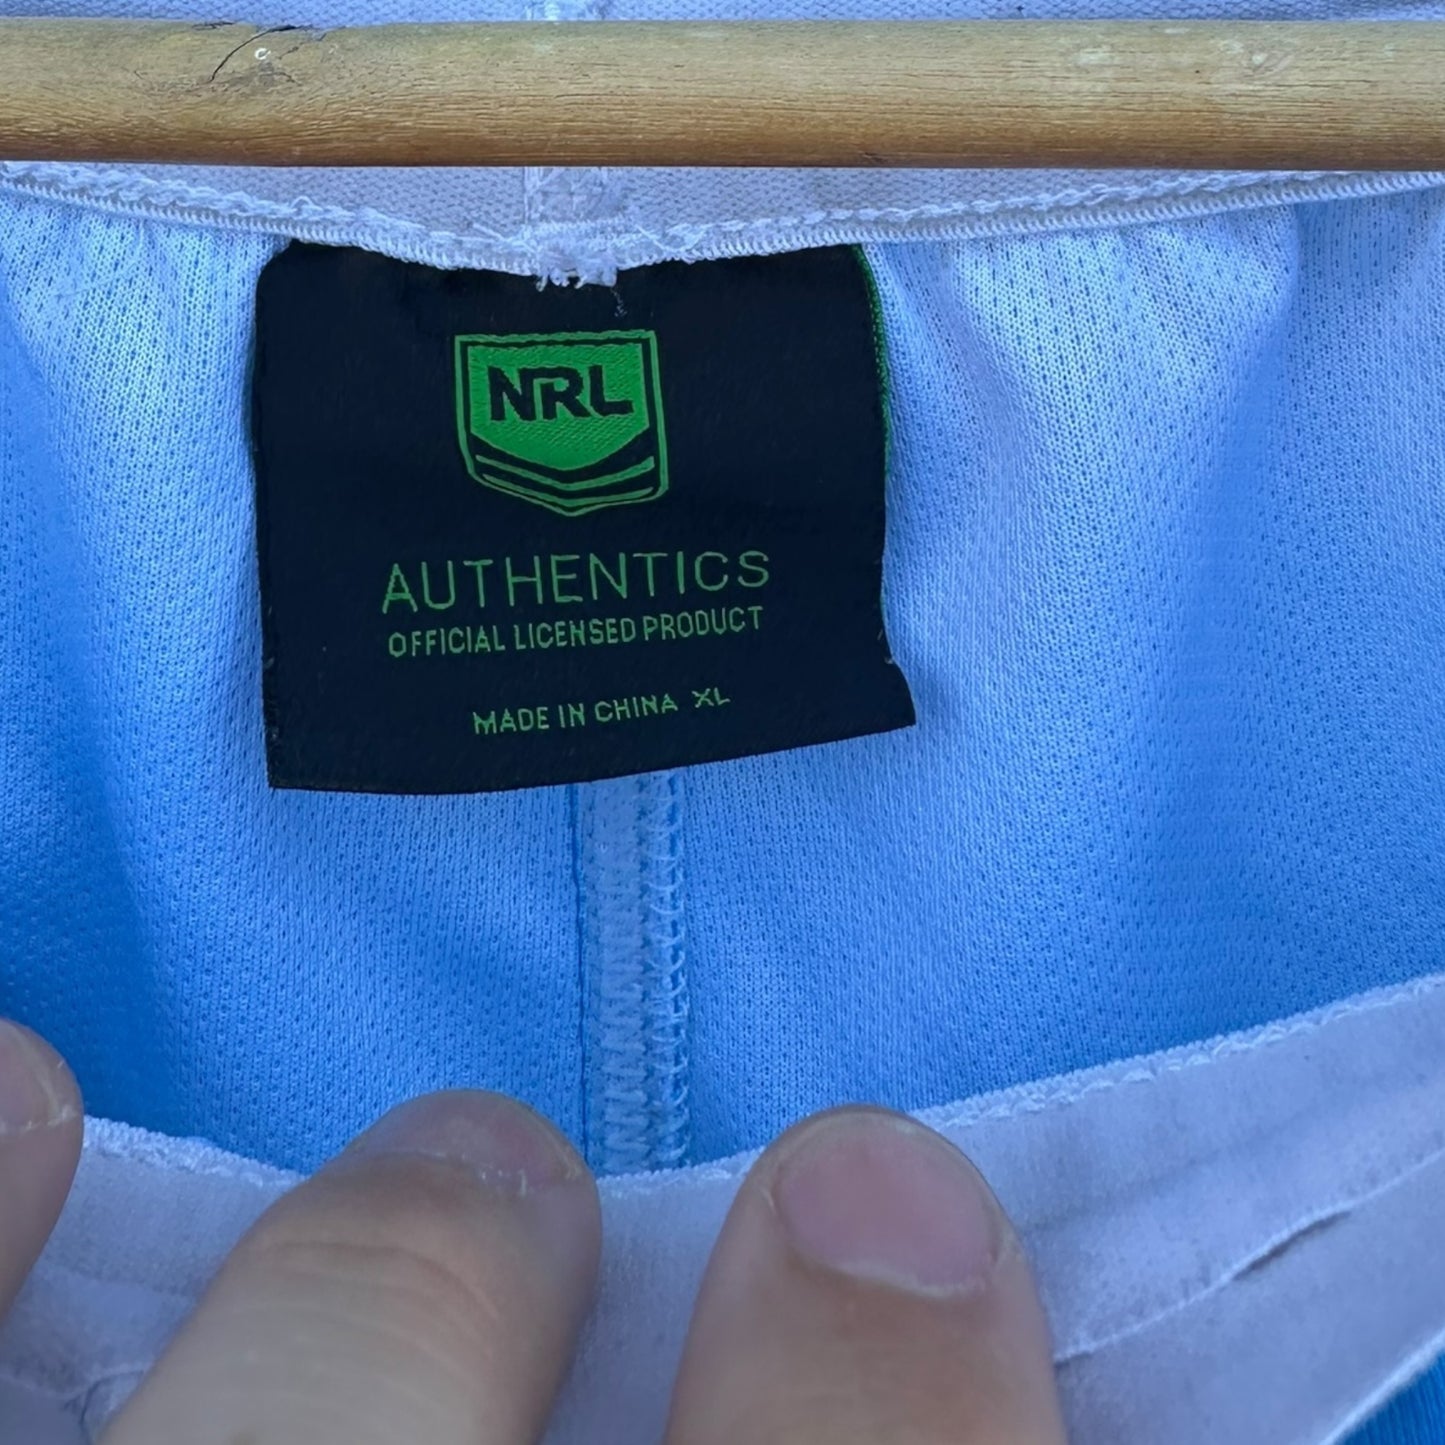 NRL
AUTHENTICS
OFFICIAL LICENSED PRODUCT
MADE IN CHINA XL